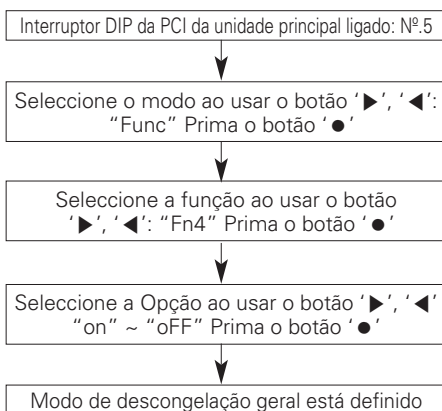 Interruptor DIP da PCI da unidade principal ligado: Nº.5
Seleccione o modo ao usar o botão ‘▶’, ‘◀’:
“Func” Prima o botão ‘●’
Seleccione a função ao usar o botão
‘▶’, ‘◀’: “Fn4” Prima o botão ‘●’
Seleccione a Opção ao usar o botão ‘▶’, ‘◀’
“on” ~ “oFF” Prima o botão ‘●’
Modo de descongelação geral está definido